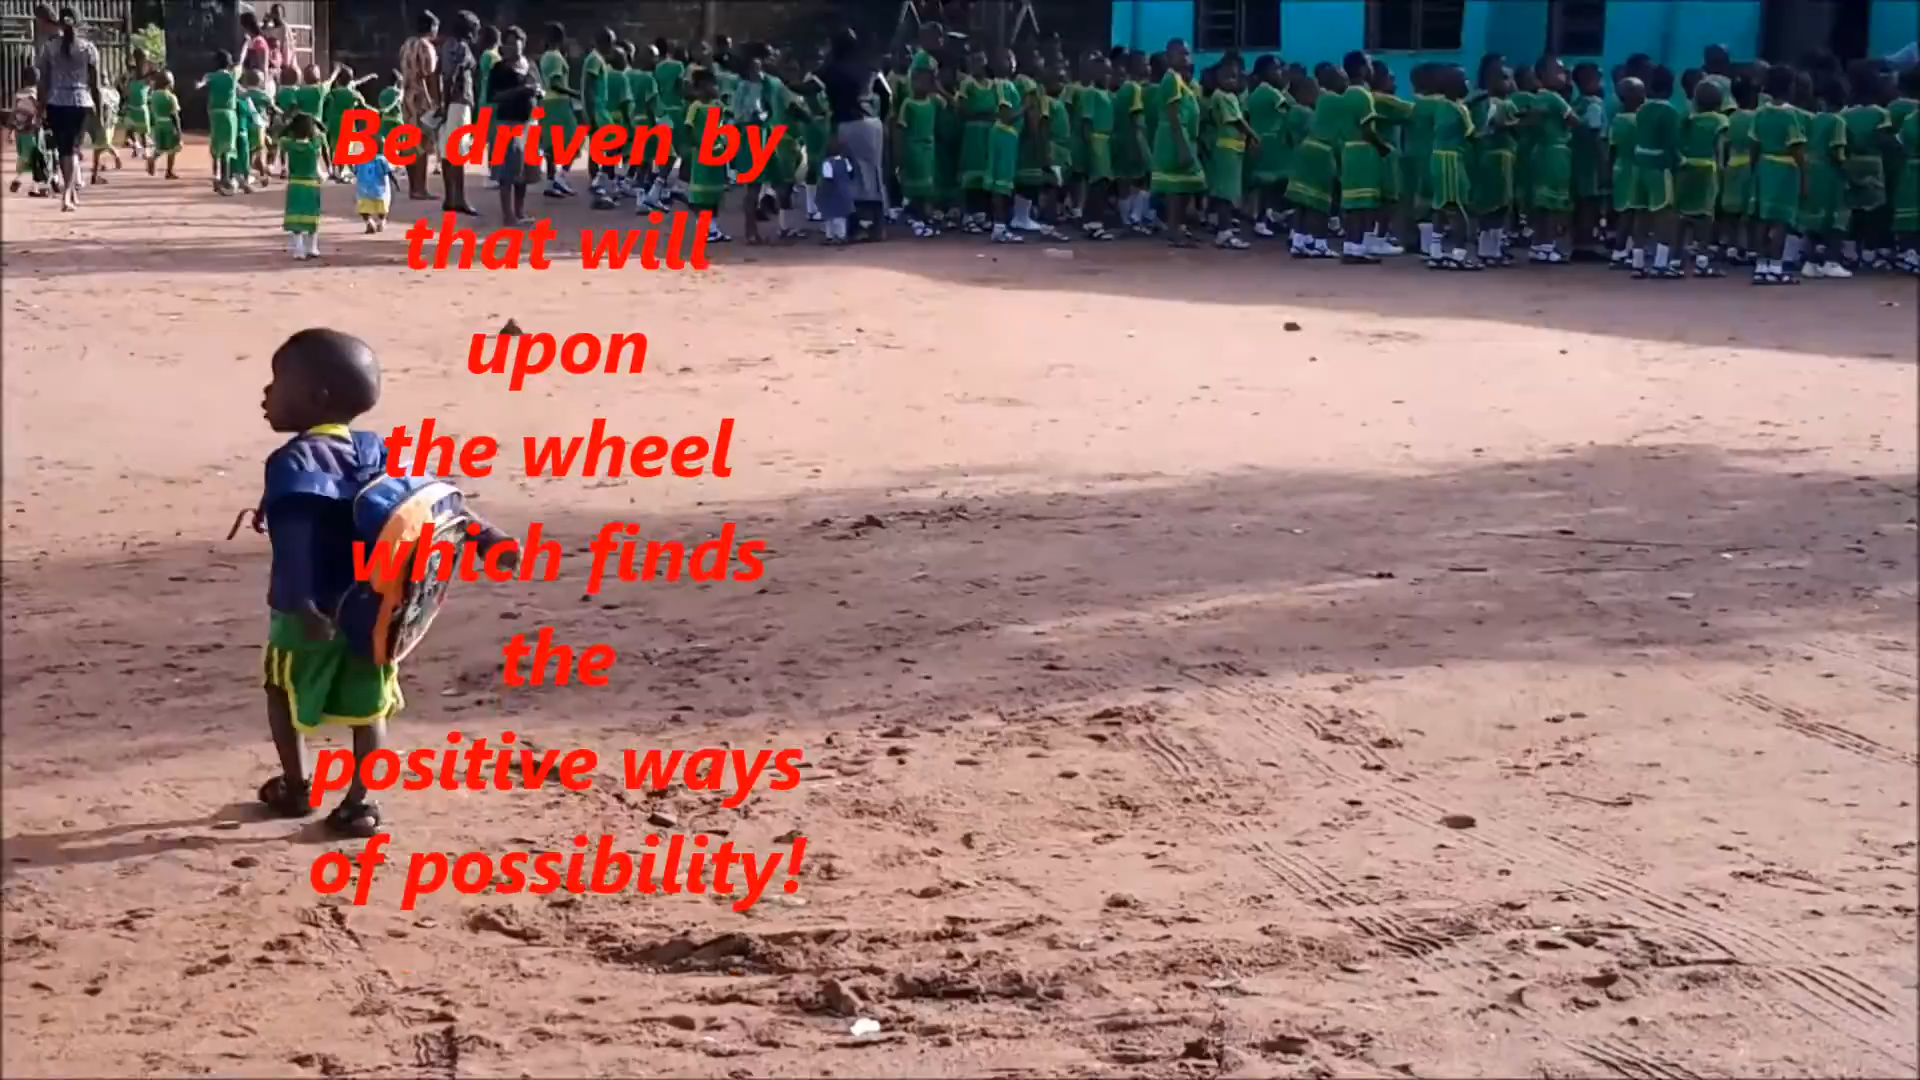 Be driven by
that will
upon
the wheel
which finds
the
positive ways
of possibility!